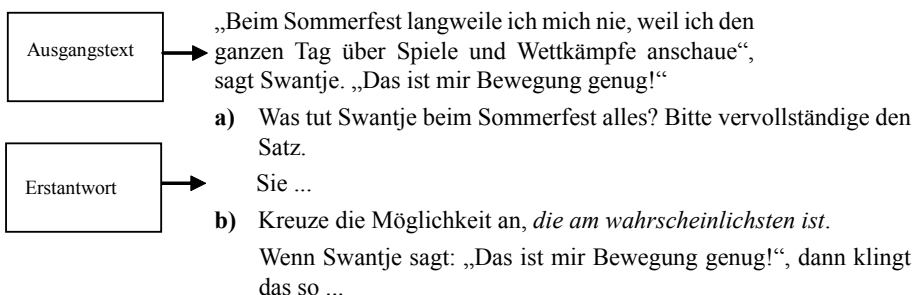 Ausgangstext
„Beim Sommerfest langweile ich mich nie, weil ich den
ganzen Tag über Spiele und Wettkämpfe anschaue“,
sagt Swantje. „Das ist mir Bewegung genug!“
a) Was tut Swantje beim Sommerfest alles? Bitte vervollständige den
Satz.
Erstantwort
Sie ...
b) Kreuze die Möglichkeit an, die am wahrscheinlichsten ist.
Wenn Swantje sagt: „Das ist mir Bewegung genug!“, dann klingt
das so ...